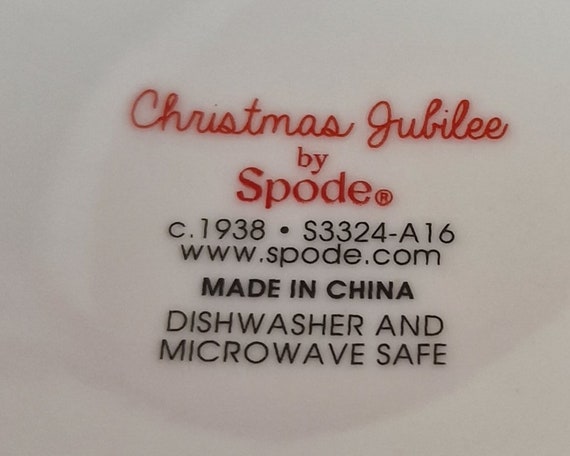 Christmas Jubilee
by
Spode®
c.1938 • S3324-A16
www.spode.com
MADE IN CHINA
DISHWASHER AND
MICROWAVE SAFE